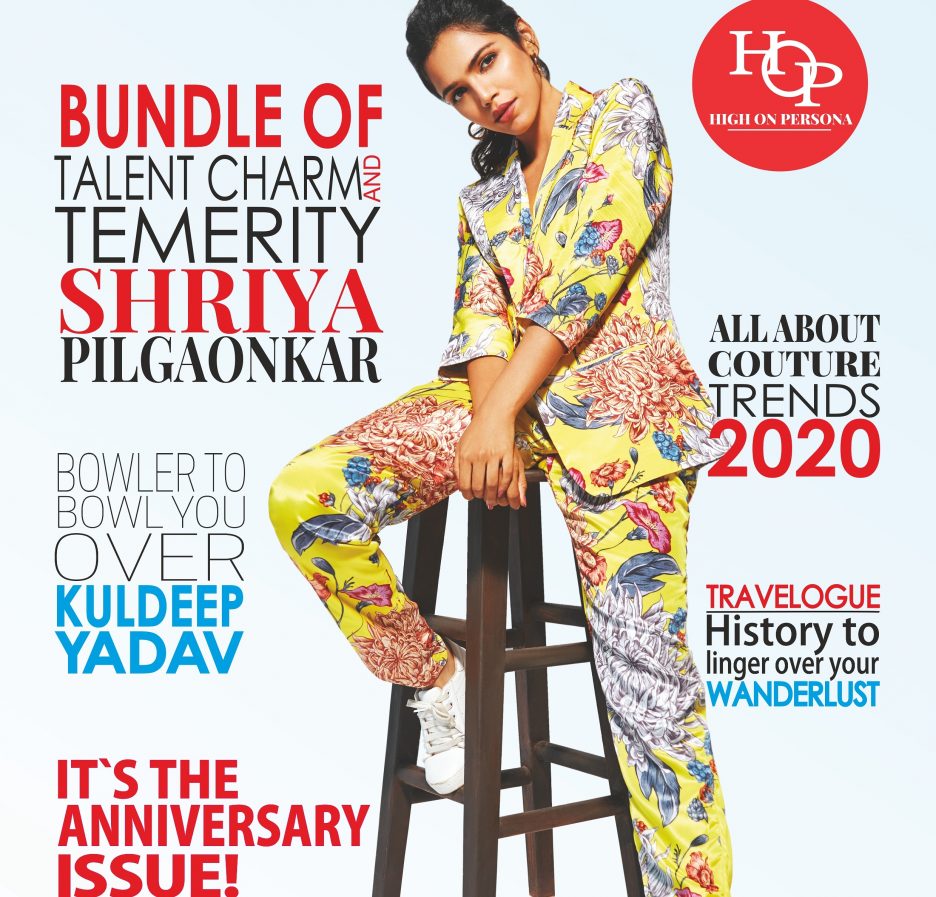 BUNDLE OF
TALENT CHARM AND
TEMERITY
SHRIYA
PILGAONKAR
BOWLER TO
BOWL YOU
OVER
KULDEEP
YADAV
IT`S THE
ANNIVERSARY
ISSUE!
HOP
HIGH ON PERSONA
ALL ABOUT
COUTURE
TRENDS
2020
TRAVELOGUE
History to
linger over your
WANDERLUST